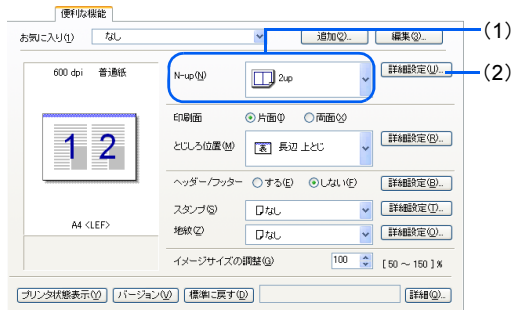 便利な機能
お気に入り(1) なし 追加(2)... 編集(3)... (1)
600 dpi 普通紙 N-up(N) 2up 詳細設定(U)... (2)
印刷面 片面(I) 両面(X)
1 2 とじしろ位置(M) 表 長辺 上とじ 詳細設定(R)...
ヘッダー/フッター する(E) しない(F) 詳細設定(B)...
スタンプ(S) なし 詳細設定(T)...
A4 <LEF> 地紋(Z) なし 詳細設定(O)...
イメージサイズの調整(G) 100 [ 50 ～ 150 ] %
プリンタ状態表示(Y) バージョン(V) 標準に戻す(D) 詳細(Q)...